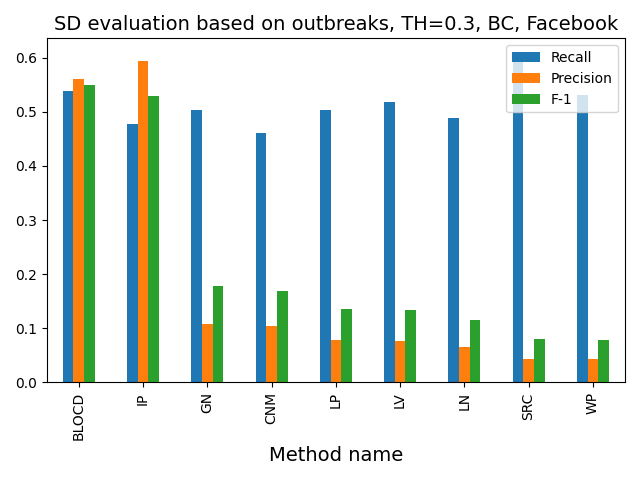 SD evaluation based on outbreaks, TH=0.3, BC, Facebook
0.6
0.5
0.4
0.3
0.2
0.1
0.0
Recall
Precision
F-1
BLOCD
IP
GN
CNM
LP
LV
LN
SRC
WP
Method name